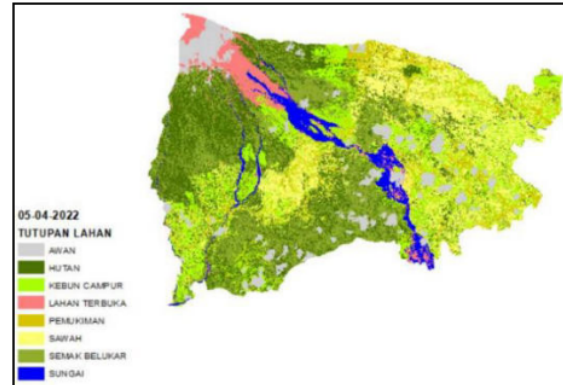 05-04-2022
TUTUPAN LAHAN
AWAN
HUTAN
KEBUN CAMPUR
LAHAN TERBUKA
PEMUKIMAN
SAWAH
SEMAK BELUKAR
SUNGAI